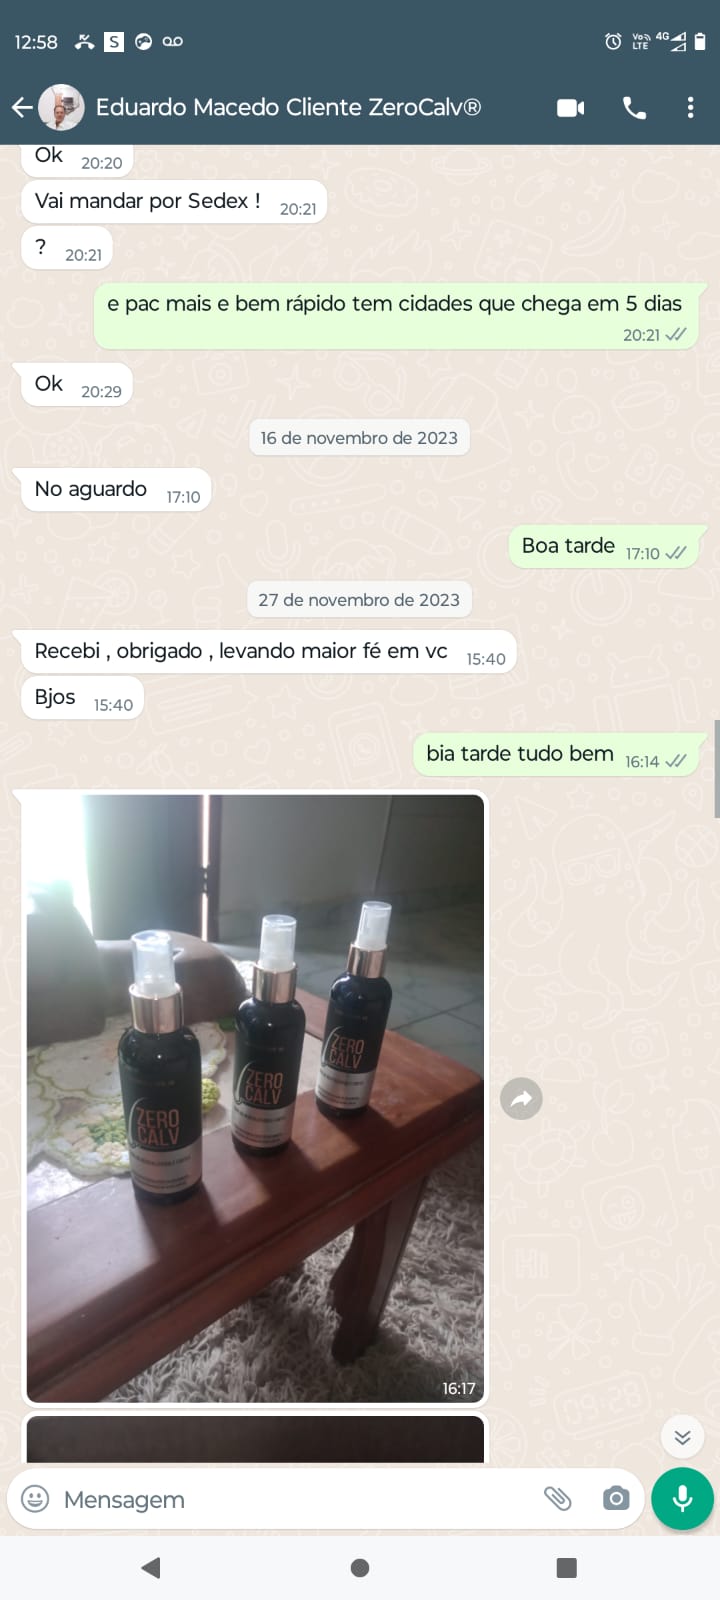 12:58
S
Vo))
LTE
4G
Eduardo Macedo Cliente ZeroCalv®
Ok 20:20
Vai mandar por Sedex ! 20:21
? 20:21
e pac mais e bem rápido tem cidades que chega em 5 dias
20:21
Ok 20:29
16 de novembro de 2023
No aguardo 17:10
Boa tarde 17:10
27 de novembro de 2023
Recebi , obrigado , levando maior fé em vc 15:40
Bjos 15:40
bia tarde tudo bem 16:14
ZERO
CALV
ZERO
CALV
ZERO
CALV
16:17
Mensagem